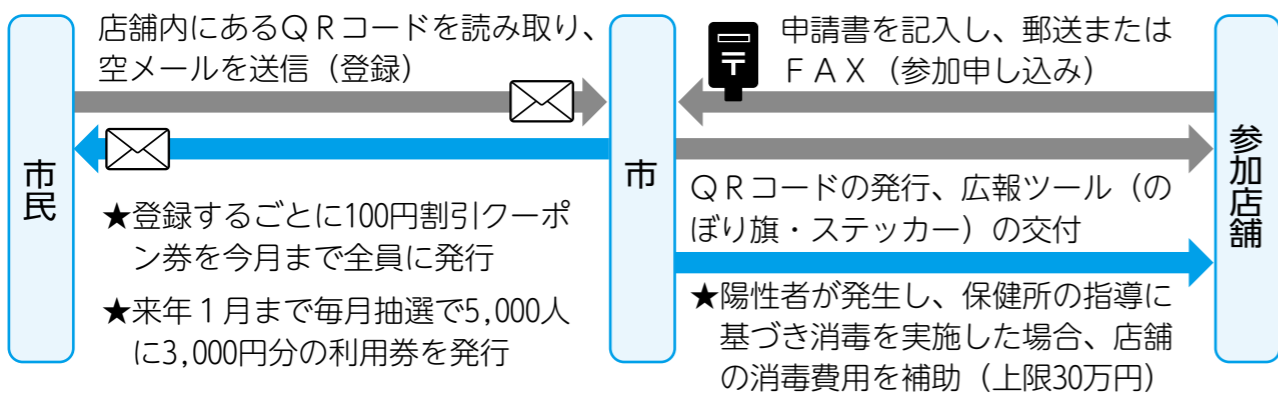 市民
店舗内にあるＱＲコードを読み取り、
空メールを送信（登録）
★登録するごとに100円割引クーポ
ン券を今月まで全員に発行
★来年１月まで毎月抽選で5,000人
に3,000円分の利用券を発行
市
申請書を記入し、郵送または
ＦＡＸ（参加申し込み）
ＱＲコードの発行、広報ツール（の
ぼり旗・ステッカー）の交付
★陽性者が発生し、保健所の指導に
基づき消毒を実施した場合、店舗
の消毒費用を補助（上限30万円）
参加店舗